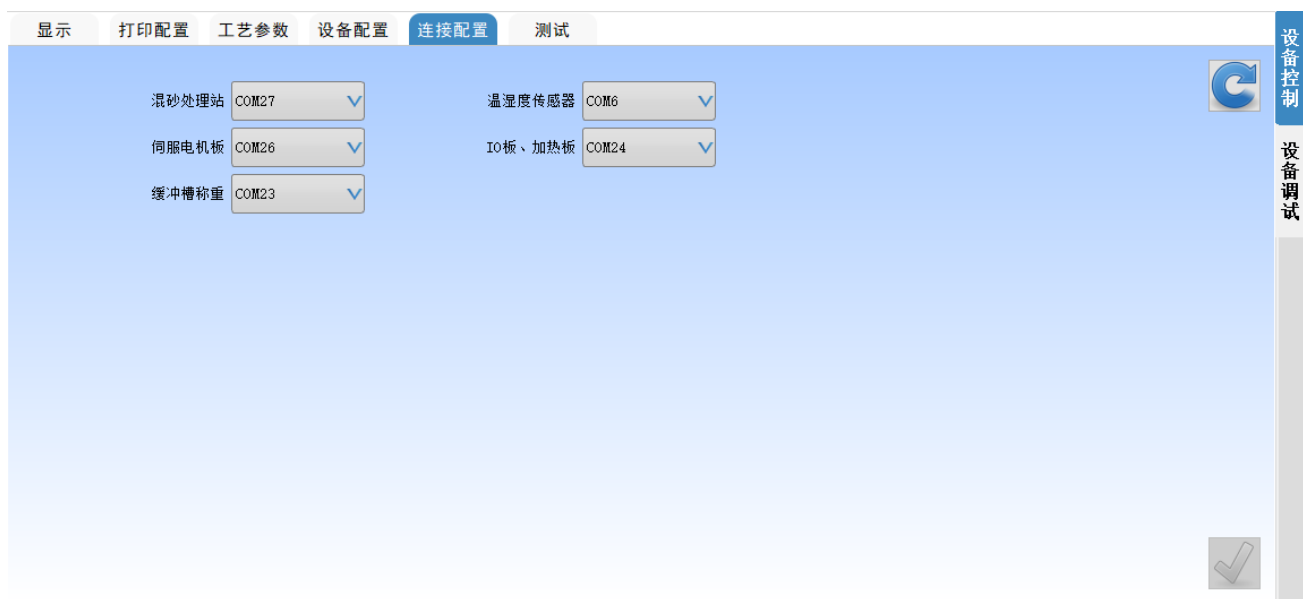 显示 打印配置 工艺参数 设备配置 连接配置 测试
混砂处理站 COM27 温湿度传感器 COM6
伺服电机板 COM26 IO板、加热板 COM24
缓冲槽称重 COM23
设备控制
设备调试